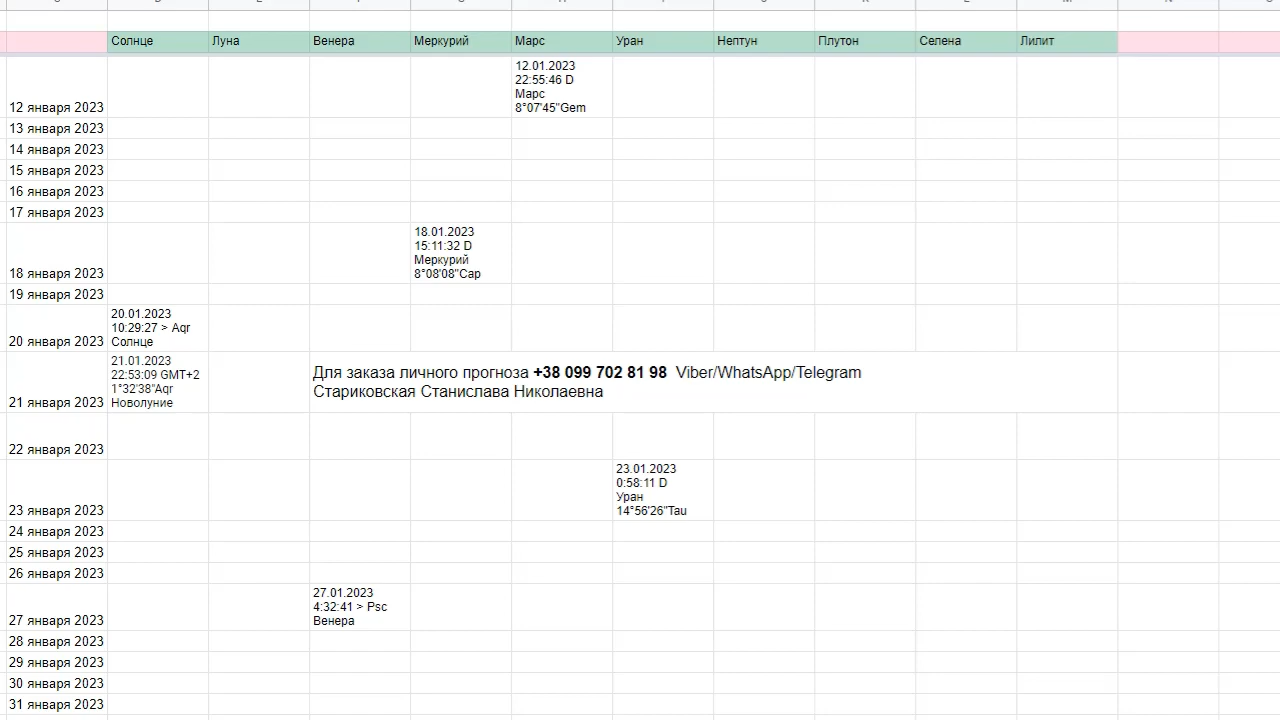 Солнце Луна Венера Меркурий Марс Уран Нептун Плутон Селена Лилит
12.01.2023
22:55:46 D
Марс
8°07'45"Gem
12 января 2023
13 января 2023
14 января 2023
15 января 2023
16 января 2023
17 января 2023
18.01.2023
15:11:32 D
Меркурий
8°08'08"Cap
18 января 2023
19 января 2023
20.01.2023
10:29:27 > Aqr
Солнце
20 января 2023
21.01.2023
22:53:09 GMT+2
1°32'38"Aqr
Новолуние
21 января 2023
Для заказа личного прогноза +38 099 702 81 98 Viber/WhatsApp/Telegram
Стариковская Станислава Николаевна
22 января 2023
23.01.2023
0:58:11 D
Уран
14°56'26"Tau
23 января 2023
24 января 2023
25 января 2023
26 января 2023
27.01.2023
4:32:41 > Psc
Венера
27 января 2023
28 января 2023
29 января 2023
30 января 2023
31 января 2023